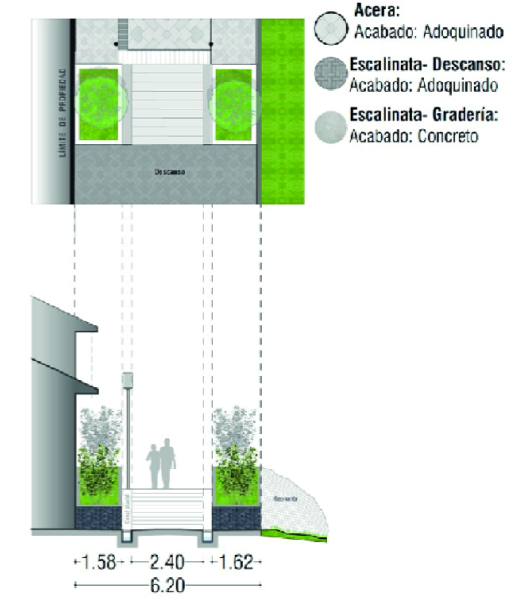 Acera:
Acabado: Adoquinado
Escalinata- Descanso:
Acabado: Adoquinado
Escalinata- Gradería:
Acabado: Concreto
LÍMITE DE PROPIEDAD
Descanso
1.58
2.40
1.62
6.20